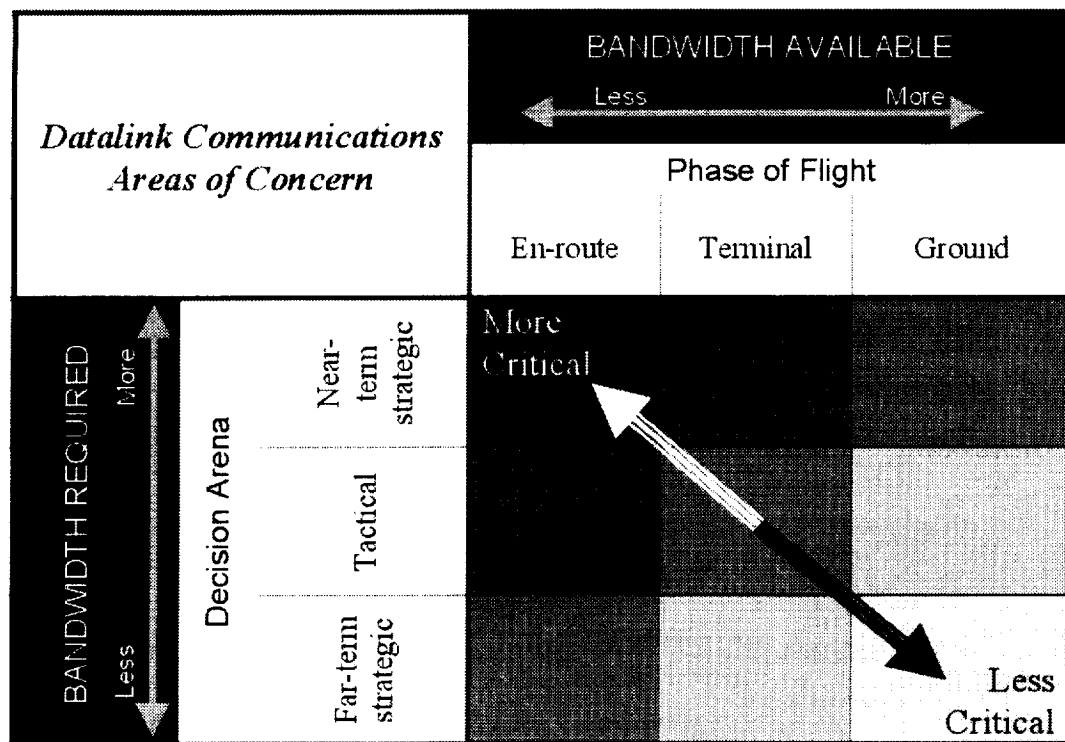 BANDWIDTH AVAILABLE
Less More
Datalink Communications
Areas of Concern
Phase of Flight
En-route Terminal Ground
BANDWIDTH REQUIRED
More
Less
Decision Arena
Near-
term
strategic
Tactical
Far-term
strategic
More
Critical
Less
Critical